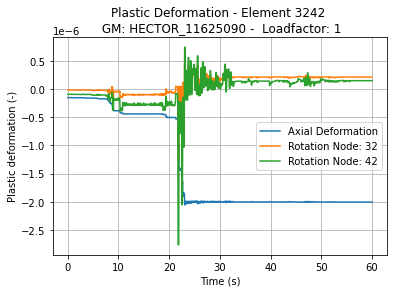 Plastic Deformation - Element 3242
GM: HECTOR_11625090 - Loadfactor: 1
1e−6
0.5
0.0
−0.5
−1.0
−1.5
−2.0
−2.5
Plastic deformation (-)
Axial Deformation
Rotation Node: 32
Rotation Node: 42
0 10 20 30 40 50 60
Time (s)